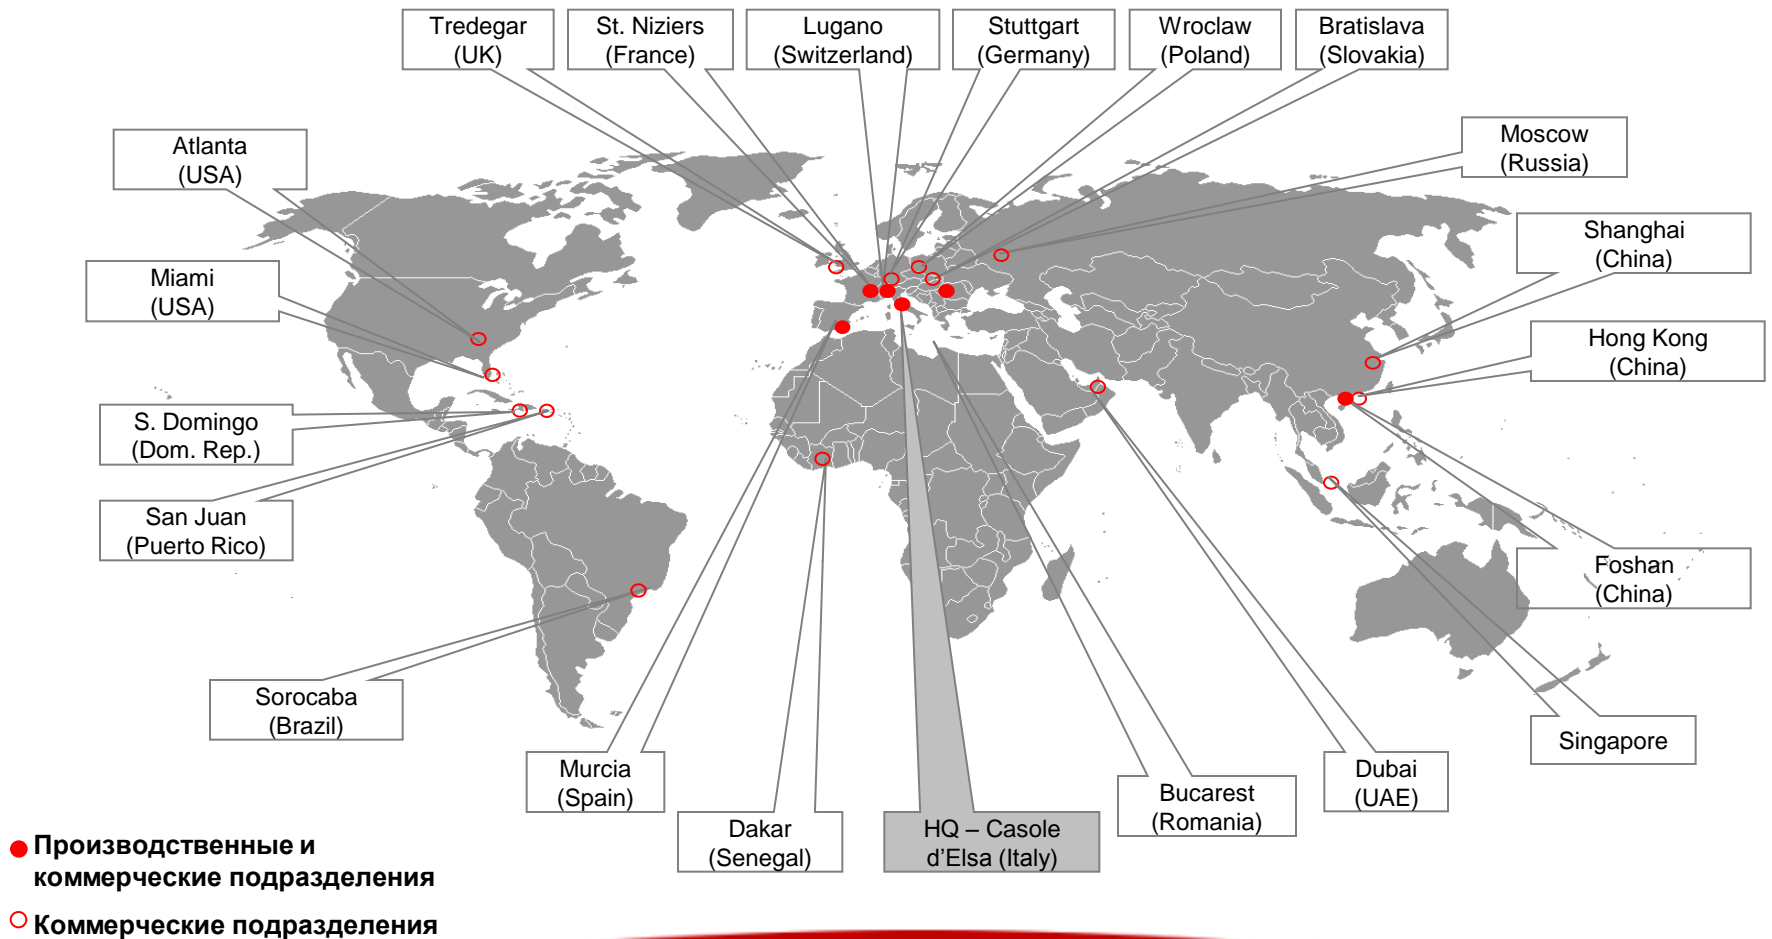 Tredegar
(UK)
St. Niziers
(France)
Lugano
(Switzerland)
Stuttgart
(Germany)
Wroclaw
(Poland)
Bratislava
(Slovakia)
Moscow
(Russia)
Atlanta
(USA)
Shanghai
(China)
Miami
(USA)
Hong Kong
(China)
S. Domingo
(Dom. Rep.)
San Juan
(Puerto Rico)
Foshan
(China)
Sorocaba
(Brazil)
Singapore
Murcia
(Spain)
Dubai
(UAE)
Bucarest
(Romania)
Dakar
(Senegal)
HQ – Casole
d'Elsa (Italy)
Производственные и
коммерческие подразделения
Коммерческие подразделения